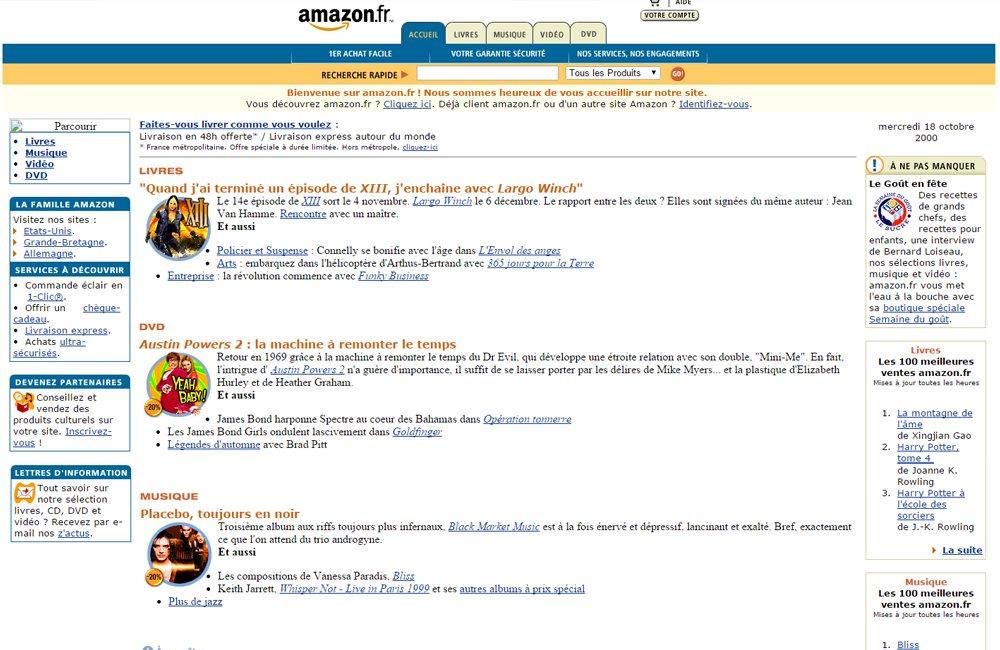 amazon.fr
AIDE
VOTRE COMPTE
ACCUEIL LIVRES MUSIQUE VIDÉO DVD
1ER ACHAT FACILE VOTRE GARANTIE SÉCURITÉ NOS SERVICES, NOS ENGAGEMENTS
RECHERCHE RAPIDE Tous les Produits GO!
Bienvenue sur amazon.fr ! Nous sommes heureux de vous accueillir sur notre site.
Vous découvrez amazon.fr ? Cliquez ici. Déjà client amazon.fr ou d'un autre site Amazon ? Identifiez-vous.
Parcourir
• Livres
• Musique
• Vidéo
• DVD
LA FAMILLE AMAZON
Visitez nos sites :
Etats-Unis.
Grande-Bretagne.
Allemagne.
SERVICES À DÉCOUVRIR
• Commande éclair en
1-Clic®.
• Offrir un chèque-
cadeau.
• Livraison express.
• Achats ultra-
sécurisés.
DEVENEZ PARTENAIRES
Conseillez et
vendez des
produits culturels sur
votre site. Inscrivez-
vous !
LETTRES D'INFORMATION
Tout savoir sur
notre sélection
livres, CD, DVD et
vidéo ? Recevez par e-
mail nos z'actus.
Faites-vous livrer comme vous voulez :
Livraison en 48h offerte* / Livraison express autour du monde
* France métropolitaine. Offre spéciale à durée limitée. Hors métropole, cliquez-ici
LIVRES
"Quand j'ai terminé un épisode de XIII, j'enchaîne avec Largo Winch"
XIII
Le 14e épisode de XIII sort le 4 novembre. Largo Winch le 6 décembre. Le rapport entre les deux ? Elles sont signées du même auteur : Jean
Van Hamme. Rencontre avec un maître.
Et aussi
• Policier et Suspense : Connelly se bonifie avec l'âge dans L'Envol des anges
• Arts : embarquez dans l'hélicoptère d'Arthus-Bertrand avec 365 jours pour la Terre
• Entreprise : la révolution commence avec Funky Business
DVD
Austin Powers 2 : la machine à remonter le temps
YEAH BABY!
-20%
Retour en 1969 grâce à la machine à remonter le temps du Dr Evil, qui développe une étroite relation avec son double, "Mini-Me". En fait,
l'intrigue d' Austin Powers 2 n'a guère d'importance, il suffit de se laisser porter par les délires de Mike Myers... et la plastique d'Elizabeth
Hurley et de Heather Graham.
Et aussi
• James Bond harponne Spectre au coeur des Bahamas dans Opération tonnerre
• Les James Bond Girls ondulent lascivement dans Goldfinger
• Légendes d'automne avec Brad Pitt
MUSIQUE
Placebo, toujours en noir
-20%
Troisième album aux riffs toujours plus infernaux, Black Market Music est à la fois énervé et dépressif, lancinant et exalté. Bref, exactement
ce que l'on attend du trio androgyne.
Et aussi
• Les compositions de Vanessa Paradis, Bliss
• Keith Jarrett, Whisper Not - Live in Paris 1999 et ses autres albums à prix spécial
• Plus de jazz
mercredi 18 octobre
2000
! À NE PAS MANQUER
Le Goût en fête
LA SEMAINE DU GOÛT
LE SUCRE
Des recettes
de grands
chefs, des
recettes pour
enfants, une interview
de Bernard Loiseau,
nos sélections livres,
musique et vidéo :
amazon.fr vous met
l'eau à la bouche avec
sa boutique spéciale
Semaine du goût.
Livres
Les 100 meilleures
ventes amazon.fr
Mises à jour toutes les heures
1. La montagne de
l'âme
de Xingjian Gao
2. Harry Potter,
tome 4
de Joanne K.
Rowling
3. Harry Potter à
l'école des
sorciers
de J.-K. Rowling
La suite
Musique
Les 100 meilleures
ventes amazon.fr
Mises à jour toutes les heures
1. Bliss